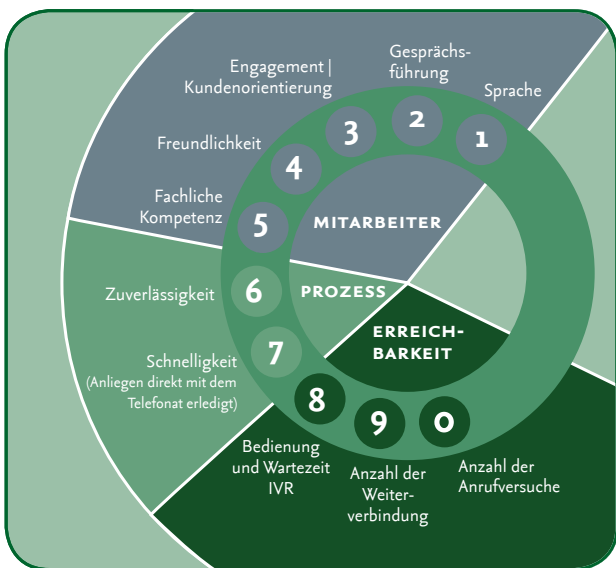 Sprache
1
Gesprächs-
führung
2
Engagement |
Kundenorientierung
3
Freundlichkeit
4
Fachliche
Kompetenz
5
MITARBEITER
Zuverlässigkeit
6
PROZESS
Schnelligkeit
(Anliegen direkt mit dem
Telefonat erledigt)
7
ERREICH-
BARKEIT
8
Bedienung
und Wartezeit
IVR
9
Anzahl der
Weiter-
verbindung
0
Anzahl der
Anrufversuche